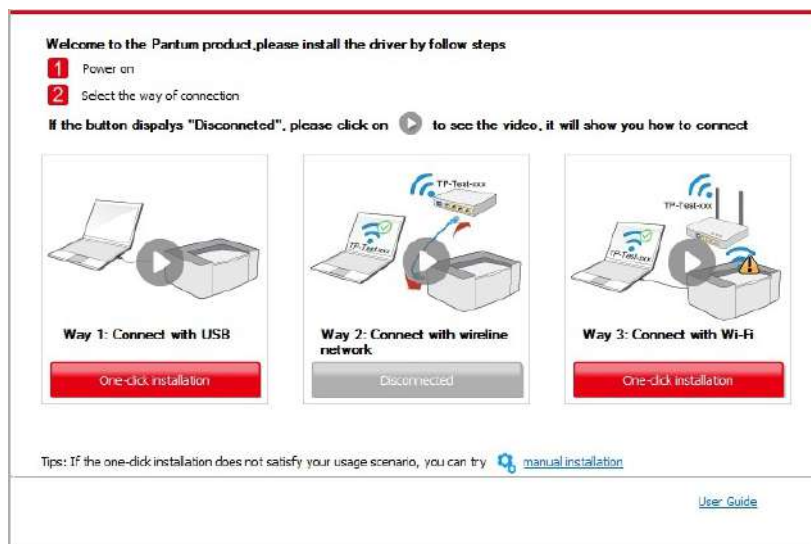 Welcome to the Pantum product,please install the driver by follow steps
1 Power on
2 Select the way of connection
If the button dispalys "Disconneted", please click on to see the video, it will show you how to connect
TP-Test-xxx
TP-Test-xxx
TP-Test-xxx
TP-Test-xxx
Way 1: Connect with USB
Way 2: Connect with wireline
network
Way 3: Connect with Wi-Fi
One-click installation
Disconnected
One-click installation
Tips: If the one-click installation does not satisfy your usage scenario, you can try manual installation
User Guide